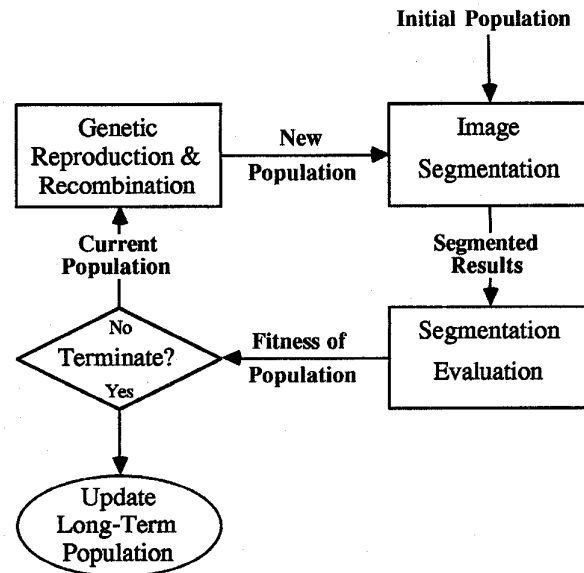 Initial Population
Genetic
Reproduction &
Recombination
New
Population
Image
Segmentation
Current
Population
Segmented
Results
No
Terminate?
Yes
Fitness of
Population
Segmentation
Evaluation
Update
Long-Term
Population